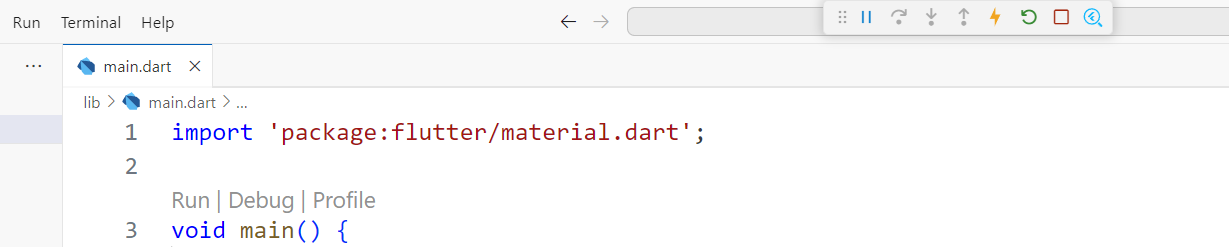 Run Terminal Help
main.dart
lib > main.dart > ...
1 import 'package:flutter/material.dart';
2
Run | Debug | Profile
3 void main() {